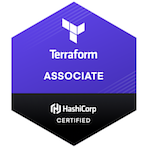 Terraform
ASSOCIATE
HashiCorp
CERTIFIED